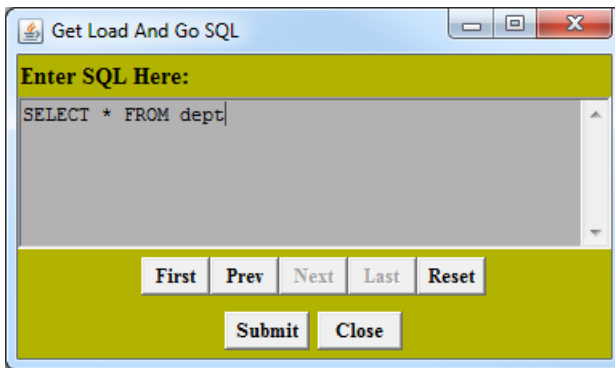 Get Load And Go SQL
Enter SQL Here:
SELECT * FROM dept
First Prev Next Last Reset
Submit Close